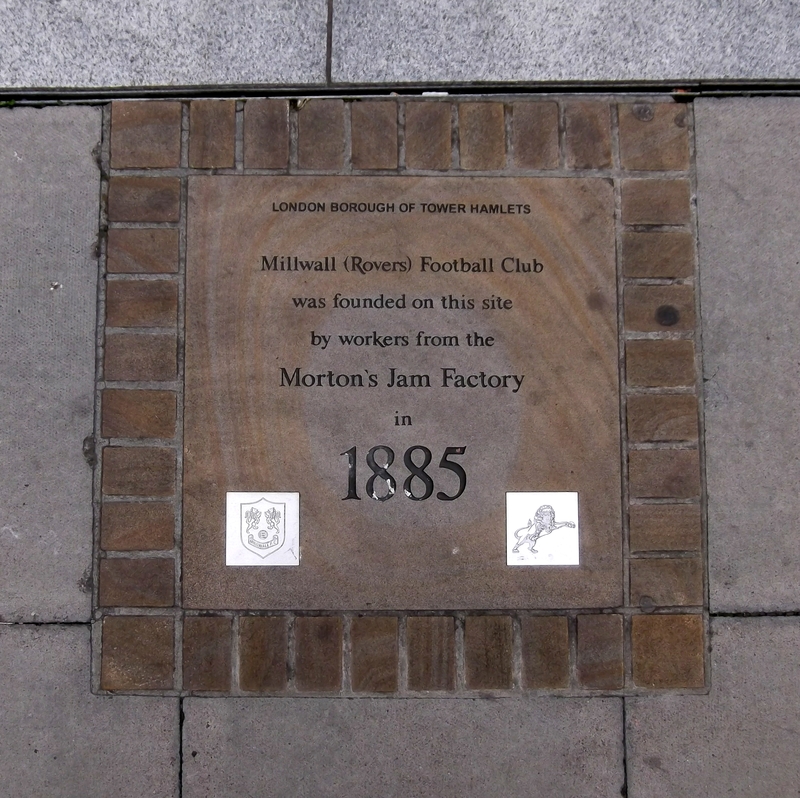 LONDON BOROUGH OF TOWER HAMLETS
Millwall (Rovers) Football Club
was founded on this site
by workers from the
Morton's Jam Factory
in
1885